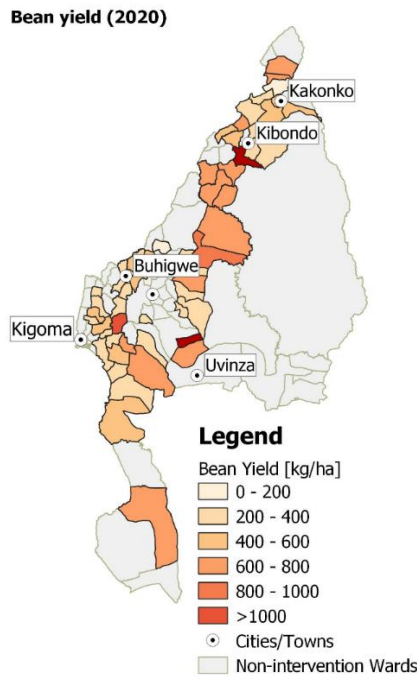 Bean yield (2020)
Kakonko
Kibondo
Buhigwe
Kigoma
Uvinza
Legend
Bean Yield [kg/ha]
0 - 200
200 - 400
400 - 600
600 - 800
800 - 1000
>1000
Cities/Towns
Non-intervention Wards